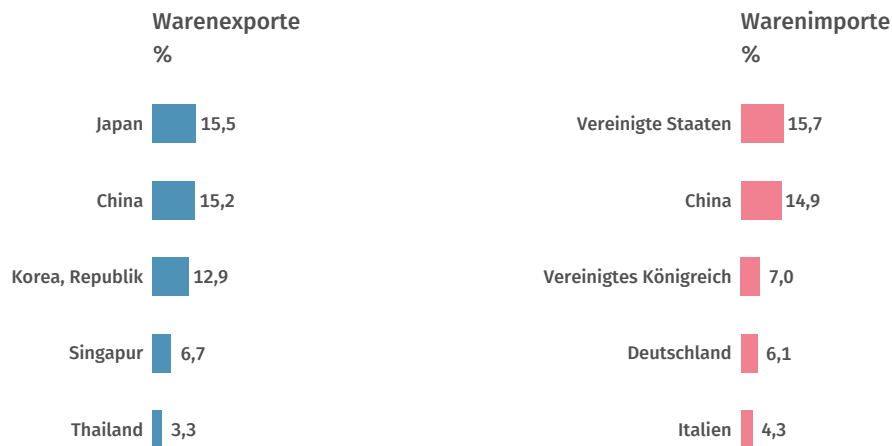 Warenexporte
%
Japan 15,5
China 15,2
Korea, Republik 12,9
Singapur 6,7
Thailand 3,3
Warenimporte
%
Vereinigte Staaten 15,7
China 14,9
Vereinigtes Königreich 7,0
Deutschland 6,1
Italien 4,3